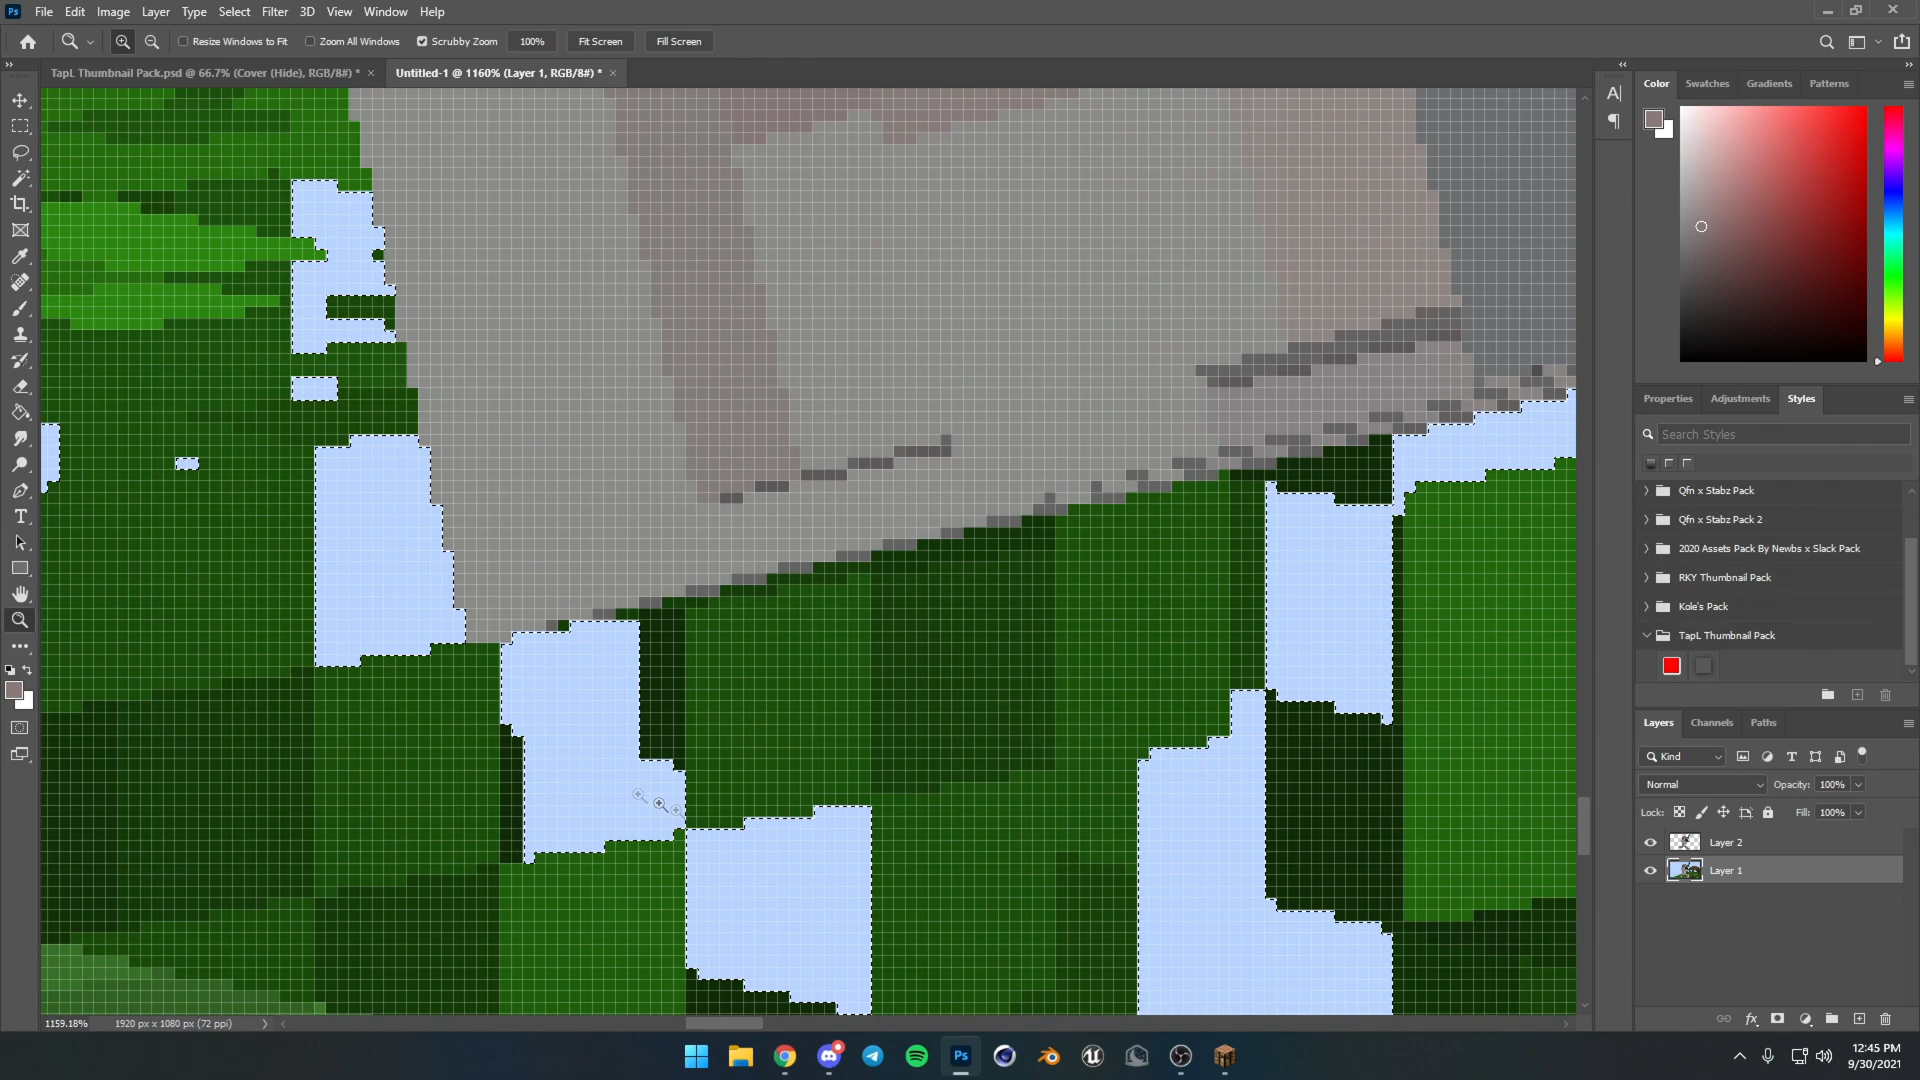 Ps File Edit Image Layer Type Select Filter 3D View Window Help
Resize Windows to Fit Zoom All Windows Scrubby Zoom 100% Fit Screen Fill Screen
TapL Thumbnail Pack.psd @ 66.7% (Cover (Hide), RGB/8#) * × Untitled-1 @ 1160% (Layer 1, RGB/8#) * ×
Color Swatches Gradients Patterns
Properties Adjustments Styles
Search Styles
Qfn x Stabz Pack
Qfn x Stabz Pack 2
2020 Assets Pack By Newbs x Slack Pack
RKY Thumbnail Pack
Kole's Pack
TapL Thumbnail Pack
Layers Channels Paths
Kind
Normal Opacity: 100%
Lock: Fill: 100%
Layer 2
Layer 1
1159.18% 1920 px x 1080 px (72 ppi)
Ps
12:45 PM
9/30/2021